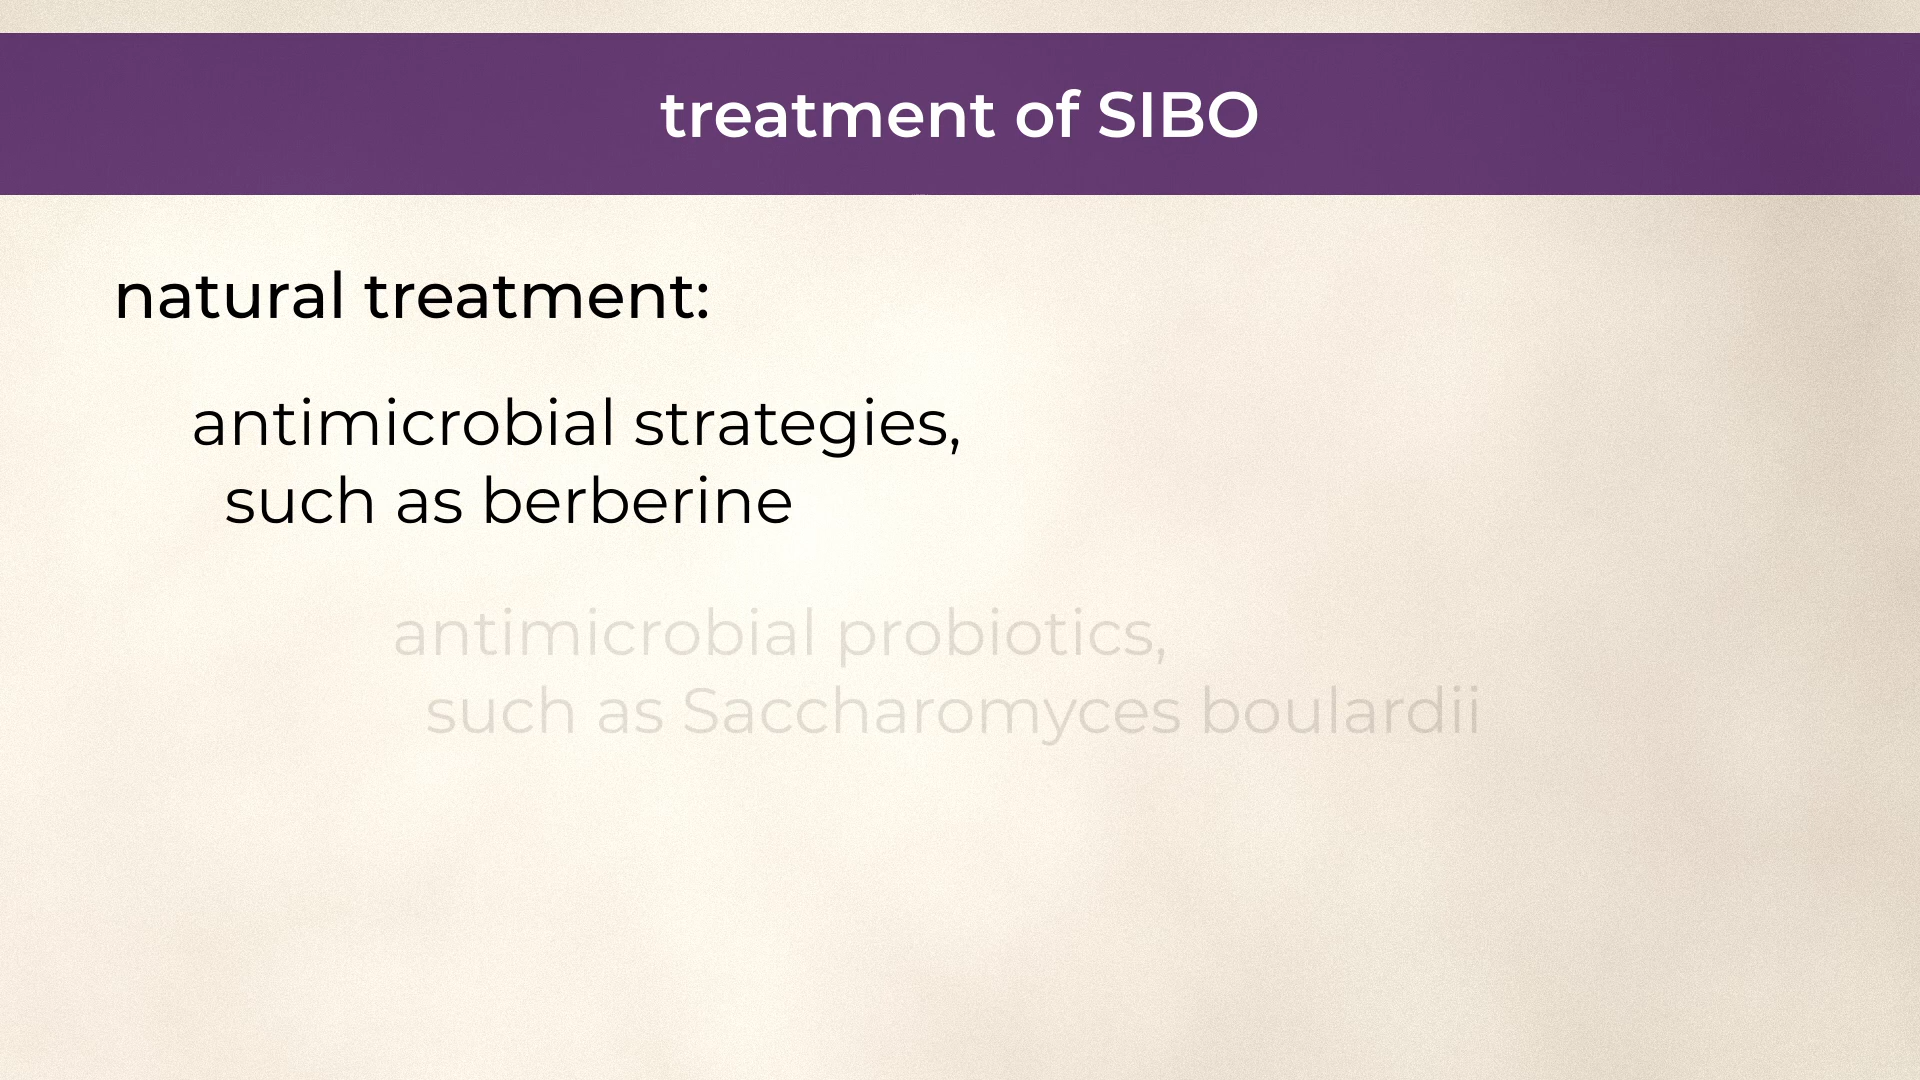 treatment of SIBO
natural treatment:
antimicrobial strategies,
such as berberine
antimicrobial probiotics,
such as Saccharomyces boulardii